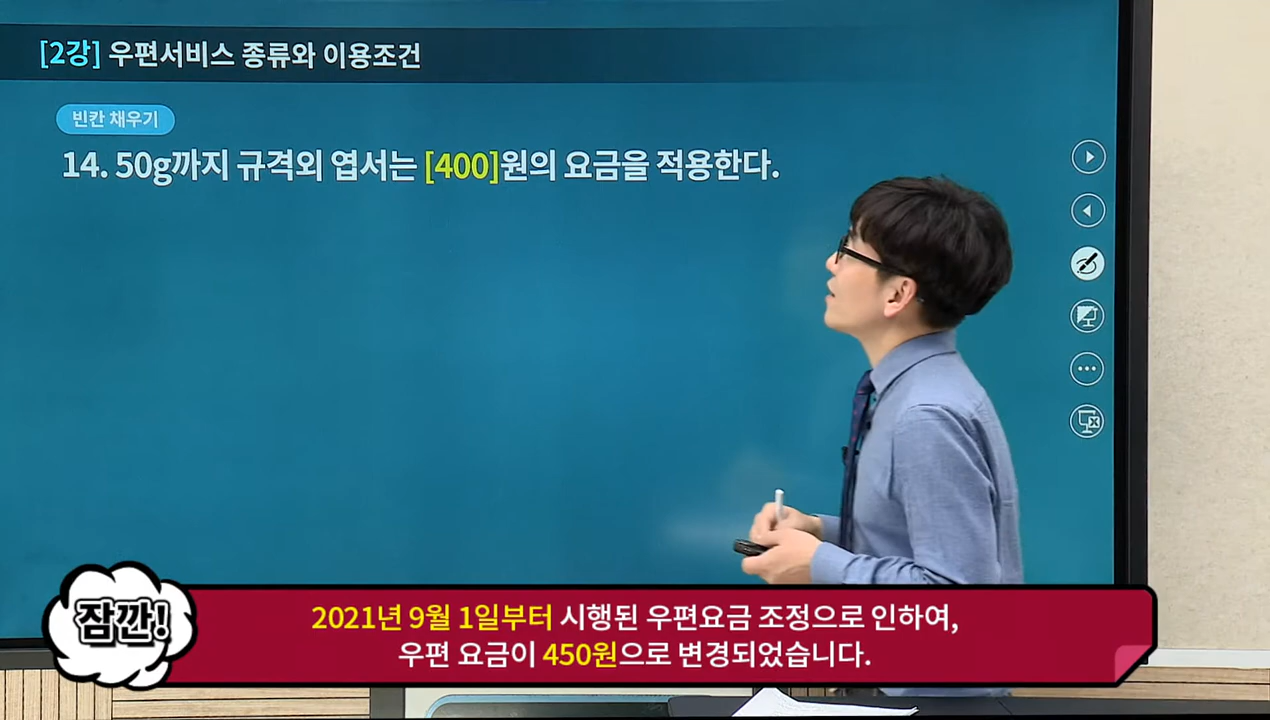 [2강] 우편서비스 종류와 이용조건
빈칸 채우기
14. 50g까지 규격외 엽서는 [400]원의 요금을 적용한다.
잠깐!
2021년 9월 1일부터 시행된 우편요금 조정으로 인하여,
우편 요금이 450원으로 변경되었습니다.